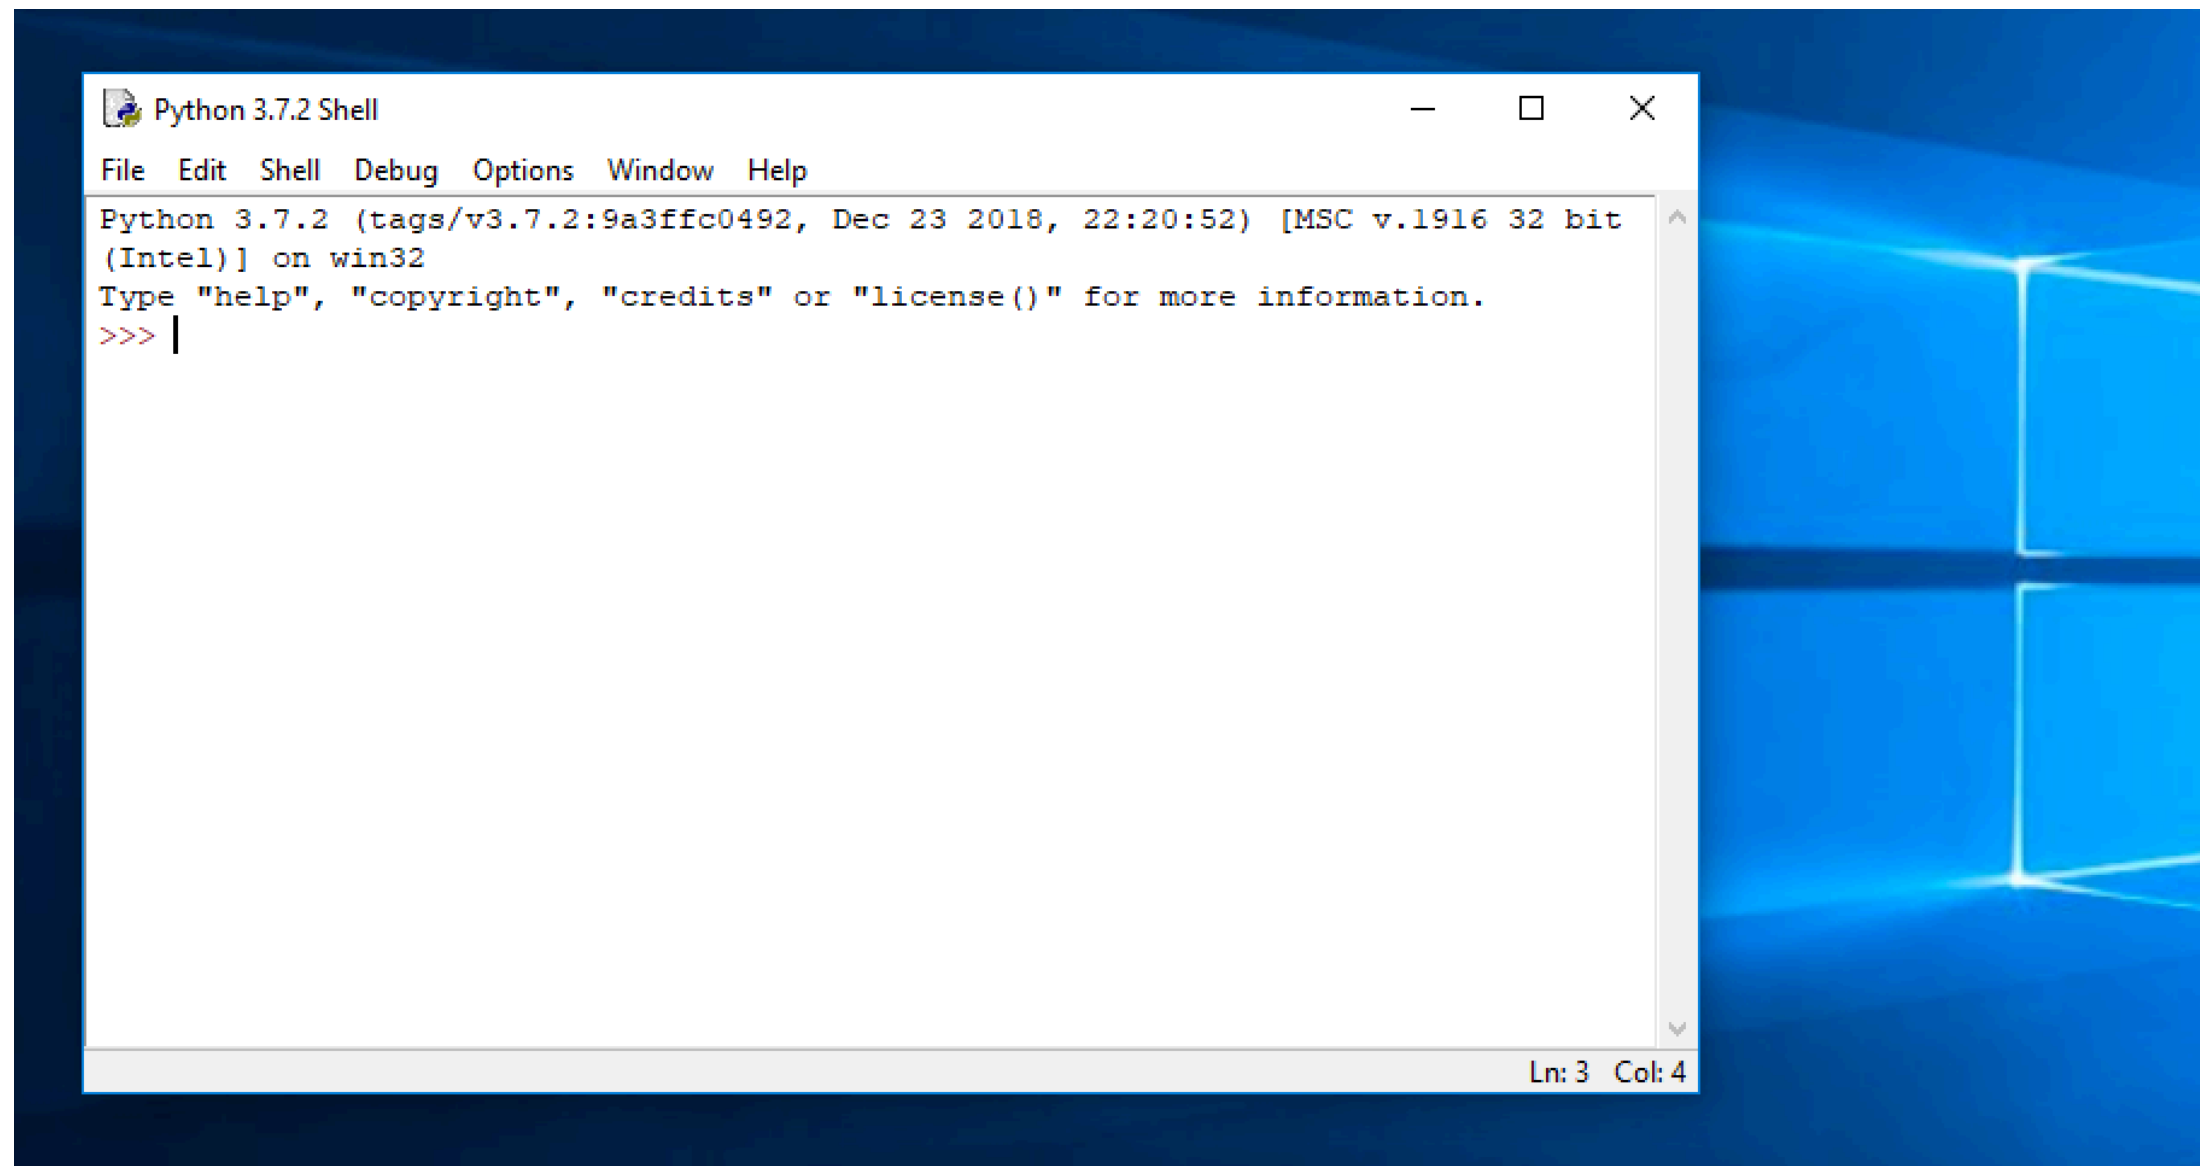 Python 3.7.2 Shell
File Edit Shell Debug Options Window Help
Python 3.7.2 (tags/v3.7.2:9a3ffc0492, Dec 23 2018, 22:20:52) [MSC v.1916 32 bit
(Intel)] on win32
Type "help", "copyright", "credits" or "license()" for more information.
>>>
Ln: 3 Col: 4